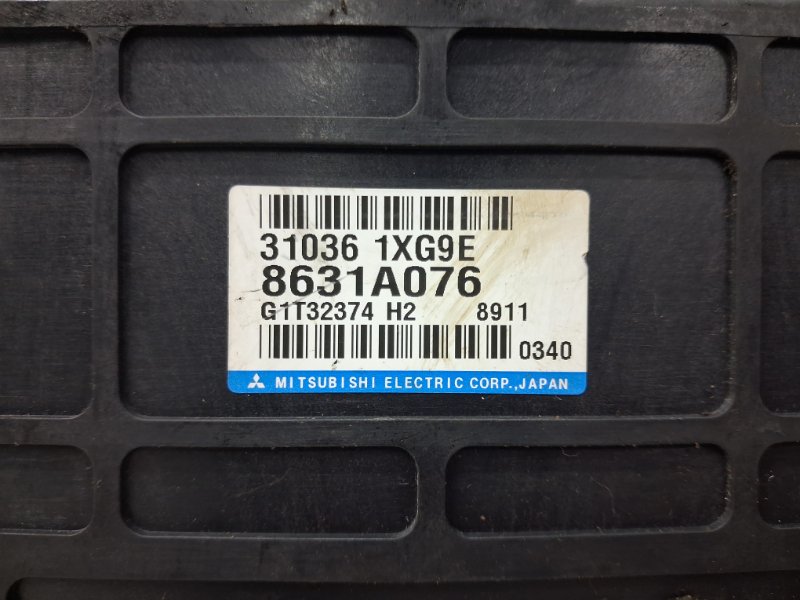 31036 1XG9E
8631A076
G1T32374 H2 8911
0340
MITSUBISHI ELECTRIC CORP.,JAPAN